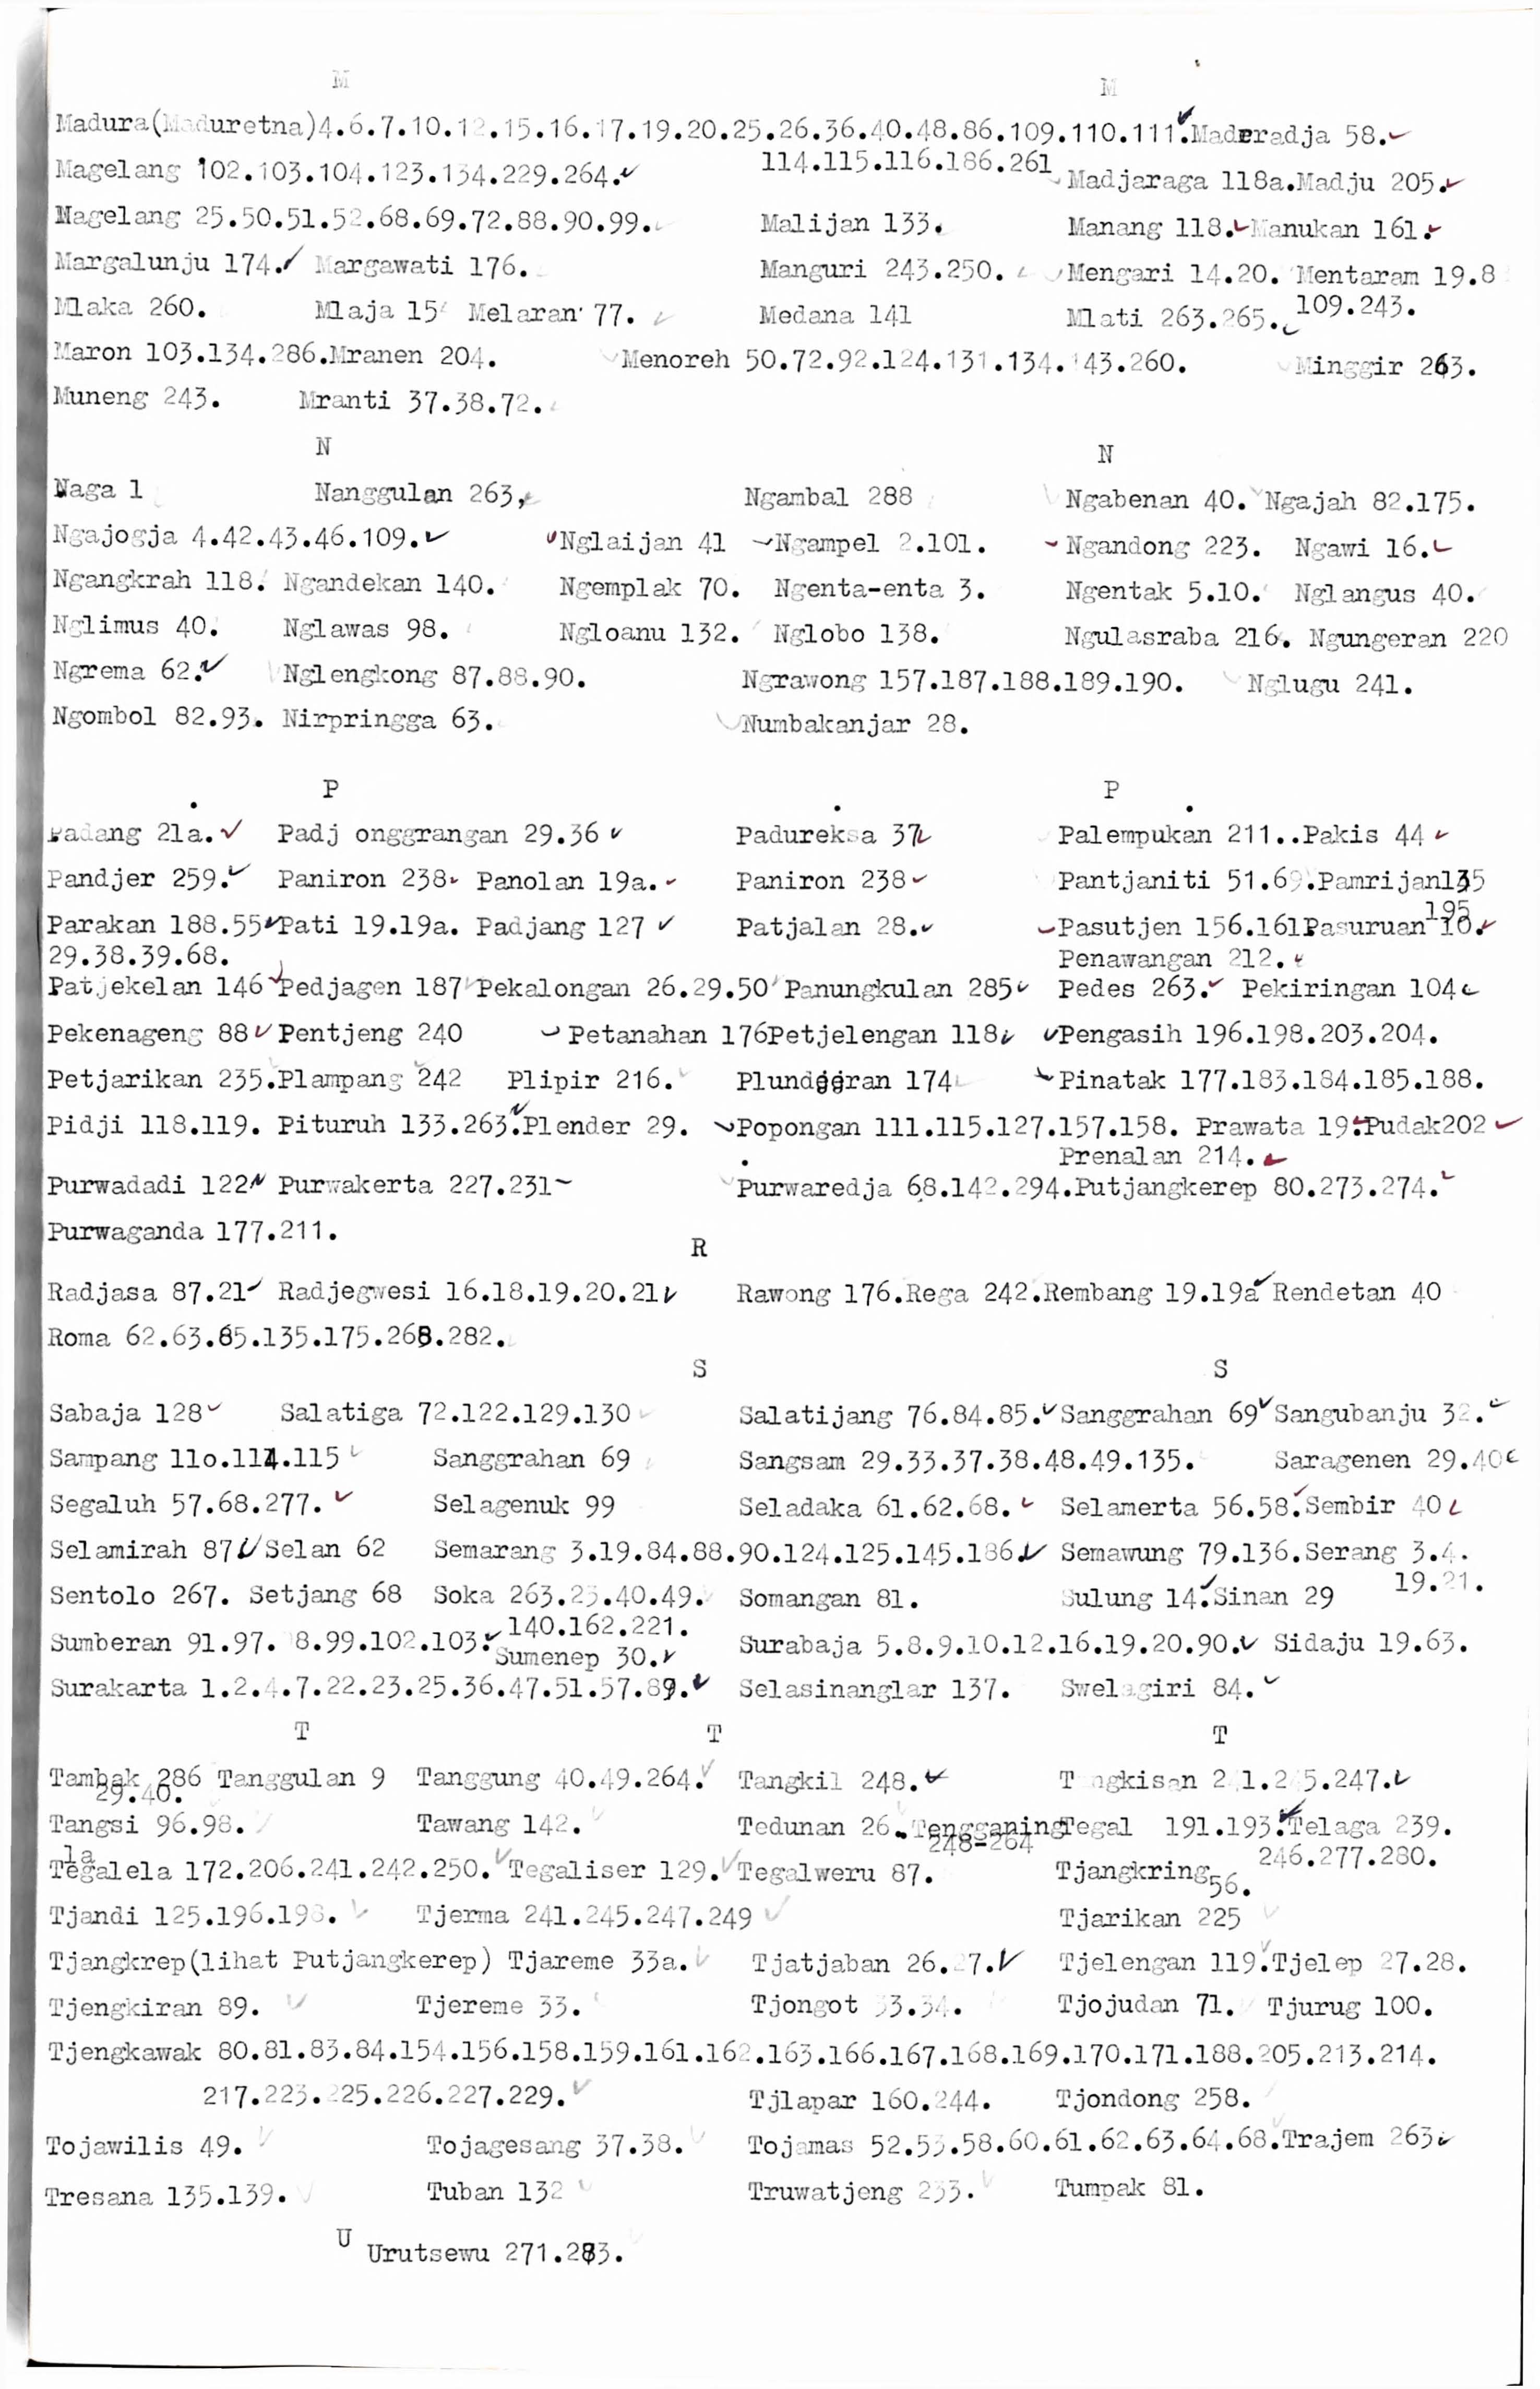 M M
Madura(Maduretna)4.6.7.10.12.15.16.17.19.20.25.26.36.40.48.86.109.110.111.Maderadja 58.
Magelang 102.103.104.123.134.229.264. 114.115.116.186.261 Madjaraga 118a.Madju 205.
Magelang 25.50.51.52.68.69.72.88.90.99. Malijan 133. Manang 118. Manukan 161.
Margalunju 174. Margawati 176. Manguri 243.250. Mengari 14.20. Mentaram 19.8
Mlaka 260. Mlaja 15 Melaran 77. Medana 141 Mlati 263.265. 109.243.
Maron 103.134.286.Mranen 204. Menoreh 50.72.92.124.131.134.143.260. Minggir 263.
Muneng 243. Mranti 37.38.72.
N N
Naga 1 Nanggulan 263, Ngambal 288 Ngabenan 40. Ngajah 82.175.
Ngajogja 4.42.43.46.109. Nglaijan 41 Ngampel 2.101. Ngandong 223. Ngawi 16.
Ngangkrah 118. Ngandekan 140. Ngemplak 70. Ngenta-enta 3. Ngentak 5.10. Nglangus 40.
Nglimus 40. Nglawas 98. Ngloanu 132. Nglobo 138. Ngulasraba 216. Ngungeran 220
Ngrema 62. Nglengkong 87.88.90. Ngrawong 157.187.188.189.190. Nglugu 241.
Ngombol 82.93. Nirpringga 63. Numbakanjar 28.
P P
Padang 21a. Padj onggrangan 29.36 Padureksa 37 Palempukan 211..Pakis 44
Pandjer 259. Paniron 238. Panolan 19a. Paniron 238 Pantjaniti 51.69.Pamrijan135
195
Parakan 188.55 Pati 19.19a. Padjang 127 Patjalan 28. Pasutjen 156.161Pasuruan 16.
29.38.39.68. Penawangan 212.
Patjekelan 146 Pedjagen 187 Pekalongan 26.29.50 Panungkulan 285 Pedes 263. Pekiringan 104
Pekenageng 88 Pentjeng 240 Petanahan 176Petjelengan 118 Pengasih 196.198.203.204.
Petjarikan 235.Plampang 242 Plipir 216. Plunderan 174 Pinatak 177.183.184.185.188.
Pidji 118.119. Pituruh 133.263.Plender 29. Popongan 111.115.127.157.158. Prawata 19.Pudak202
Prenalan 214.
Purwadadi 122 Purwakerta 227.231 Purwaredja 68.142.294.Putjangkerep 80.273.274.
Purwaganda 177.211.
R
Radjasa 87.21 Radjegwesi 16.18.19.20.21 Rawong 176.Rega 242.Rembang 19.19a Rendetan 40
Roma 62.63.85.135.175.268.282.
S S
Sabaja 128 Salatiga 72.122.129.130 Salatijang 76.84.85. Sanggrahan 69 Sangubanju 32.
Sampang 11o.114.115 Sanggrahan 69 Sangsam 29.33.37.38.48.49.135. Saragenen 29.40
Segaluh 57.68.277. Selagenuk 99 Seladaka 61.62.68. Selamerta 56.58.Sembir 40
Selamirah 87 Selan 62 Semarang 3.19.84.88.90.124.125.145.186. Semawung 79.136.Serang 3.4.
Sentolo 267. Setjang 68 Soka 263.23.40.49. Somangan 81. Sulung 14.Sinan 29 19.21.
140.162.221.
Sumberan 91.97. 8.99.102.103. Sumenep 30. Surabaja 5.8.9.10.12.16.19.20.90. Sidaju 19.63.
Surakarta 1.2.4.7.22.23.25.36.47.51.57.89. Selasinanglar 137. Swelagiri 84.
T T T
Tambak 286 Tanggulan 9 Tanggung 40.49.264. Tangkil 248. Tangkisan 2 1.2 5.247.
29.40.
Tangsi 96.98. Tawang 142. Tedunan 26.Tengganing Tegal 191.193.Telaga 239.
1a 248-264 246.277.280.
Tegalela 172.206.241.242.250. Tegaliser 129. Tegalweru 87. Tjangkring 56.
Tjandi 125.196.198. Tjerma 241.245.247.249 Tjarikan 225
Tjangkrep(lihat Putjangkerep) Tjareme 33a. Tjatjaban 26.27. Tjelengan 119.Tjelep 27.28.
Tjengkiran 89. Tjereme 33. Tjongot 33.34. Tjojudan 71. Tjurug 100.
Tjengkawak 80.81.83.84.154.156.158.159.161.162.163.166.167.168.169.170.171.188.205.213.214.
217.223.225.226.227.229. Tjlapar 160.244. Tjondong 258.
Tojawilis 49. Tojagesang 37.38. Tojamas 52.53.58.60.61.62.63.64.68.Trajem 263
Tresana 135.139. Tuban 132 Truwatjeng 233. Tumpak 81.
U
Urutsewu 271.283.